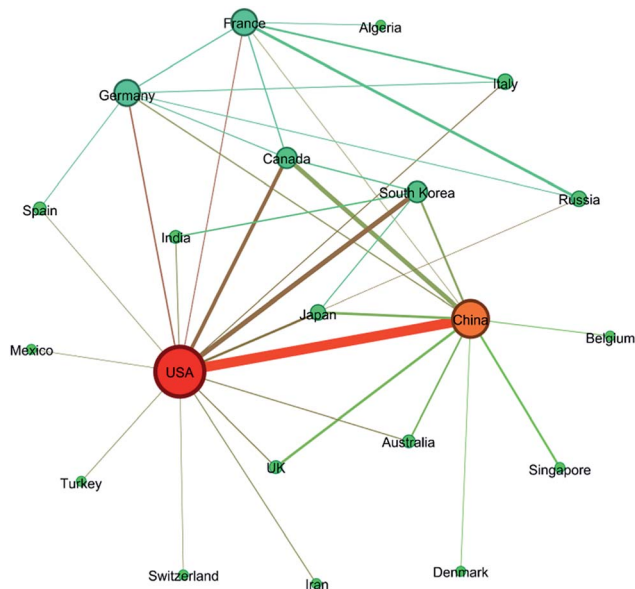 France
Algeria
Italy
Germany
Canada
South Korea
Russia
Spain
India
Japan
China
Belgium
Mexico
USA
Australia
UK
Singapore
Turkey
Switzerland
Iran
Denmark